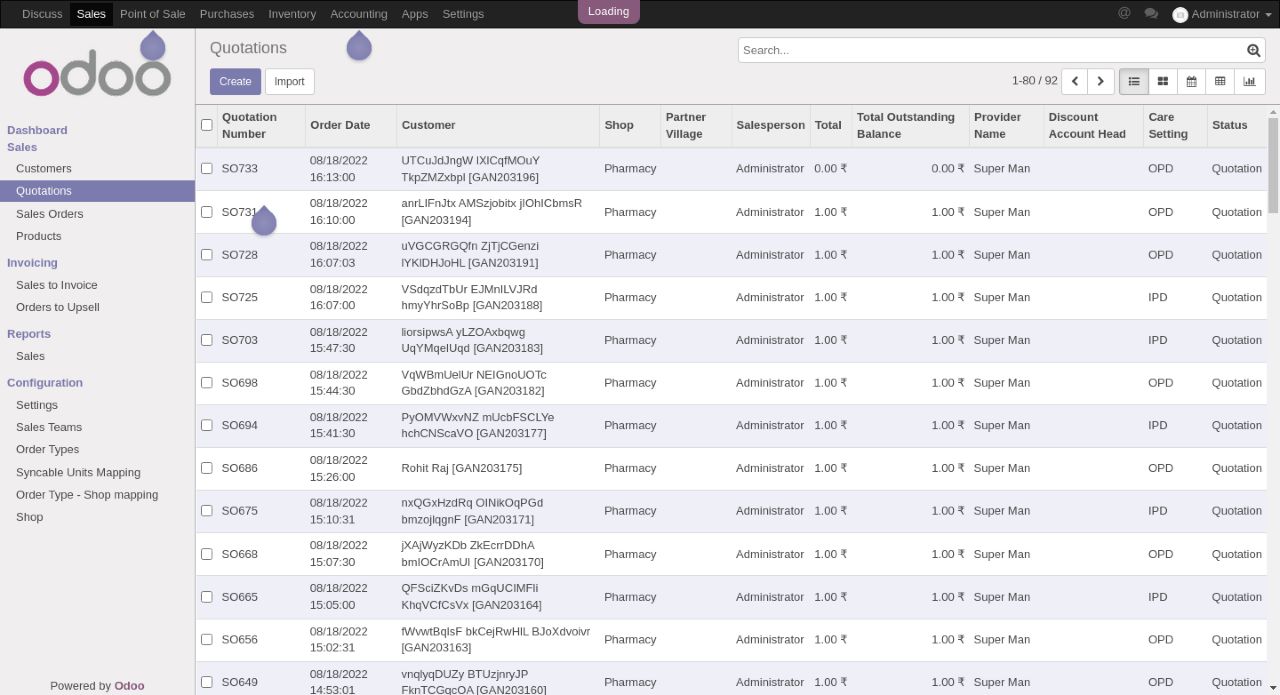 Discuss Sales Point of Sale Purchases Inventory Accounting Apps Settings Loading @ Administrator
odoo
Quotations
Search...
Create Import
1-80 / 92
Dashboard
Sales
Customers
Quotations
Sales Orders
Products
Invoicing
Sales to Invoice
Orders to Upsell
Reports
Sales
Configuration
Settings
Sales Teams
Order Types
Syncable Units Mapping
Order Type - Shop mapping
Shop
Powered by Odoo
Quotation Number Order Date Customer Shop Partner Village Salesperson Total Total Outstanding Balance Provider Name Discount Account Head Care Setting Status
SO733 08/18/2022 16:13:00 UTCuJdJngW lXlCqfMOuY TkpZMZxbpI [GAN203196] Pharmacy Administrator 0.00 ₹ 0.00 ₹ Super Man OPD Quotation
SO731 08/18/2022 16:10:00 anrLIFnJtx AMSzjobitx jIOhICbmsR [GAN203194] Pharmacy Administrator 1.00 ₹ 1.00 ₹ Super Man OPD Quotation
SO728 08/18/2022 16:07:03 uVGCGRGQfn ZjTjCGenzi lYKlDHJoHL [GAN203191] Pharmacy Administrator 1.00 ₹ 1.00 ₹ Super Man OPD Quotation
SO725 08/18/2022 16:07:00 VSdqzdTbUr EJMnILVJRd hmyYhrSoBp [GAN203188] Pharmacy Administrator 1.00 ₹ 1.00 ₹ Super Man IPD Quotation
SO703 08/18/2022 15:47:30 liorsipwsA yLZOAxbqwg UqYMqeIUqd [GAN203183] Pharmacy Administrator 1.00 ₹ 1.00 ₹ Super Man IPD Quotation
SO698 08/18/2022 15:44:30 VqWBmUelUr NEIGnoUOTc GbdZbhdGzA [GAN203182] Pharmacy Administrator 1.00 ₹ 1.00 ₹ Super Man OPD Quotation
SO694 08/18/2022 15:41:30 PyOMVWxvNZ mUcbFSCLYe hchCNScaVO [GAN203177] Pharmacy Administrator 1.00 ₹ 1.00 ₹ Super Man IPD Quotation
SO686 08/18/2022 15:26:00 Rohit Raj [GAN203175] Pharmacy Administrator 1.00 ₹ 1.00 ₹ Super Man OPD Quotation
SO675 08/18/2022 15:10:31 nxQGxHzdRq OINikOqPGd bmzojlqgnF [GAN203171] Pharmacy Administrator 1.00 ₹ 1.00 ₹ Super Man IPD Quotation
SO668 08/18/2022 15:07:30 jXAjWyzKDb ZkEcrrDDhA bmIOCrAmUI [GAN203170] Pharmacy Administrator 1.00 ₹ 1.00 ₹ Super Man OPD Quotation
SO665 08/18/2022 15:05:00 QFSciZKvDs mGqUCIMFli KhqVCfCsVx [GAN203164] Pharmacy Administrator 1.00 ₹ 1.00 ₹ Super Man IPD Quotation
SO656 08/18/2022 15:02:31 fWvwtBqlsF bkCejRwHlL BJoXdvoivr [GAN203163] Pharmacy Administrator 1.00 ₹ 1.00 ₹ Super Man OPD Quotation
SO649 08/18/2022 14:53:01 vnqlyqDUZy BTUzjnryJP FknTCGqcOA [GAN203160] Pharmacy Administrator 1.00 ₹ 1.00 ₹ Super Man OPD Quotation